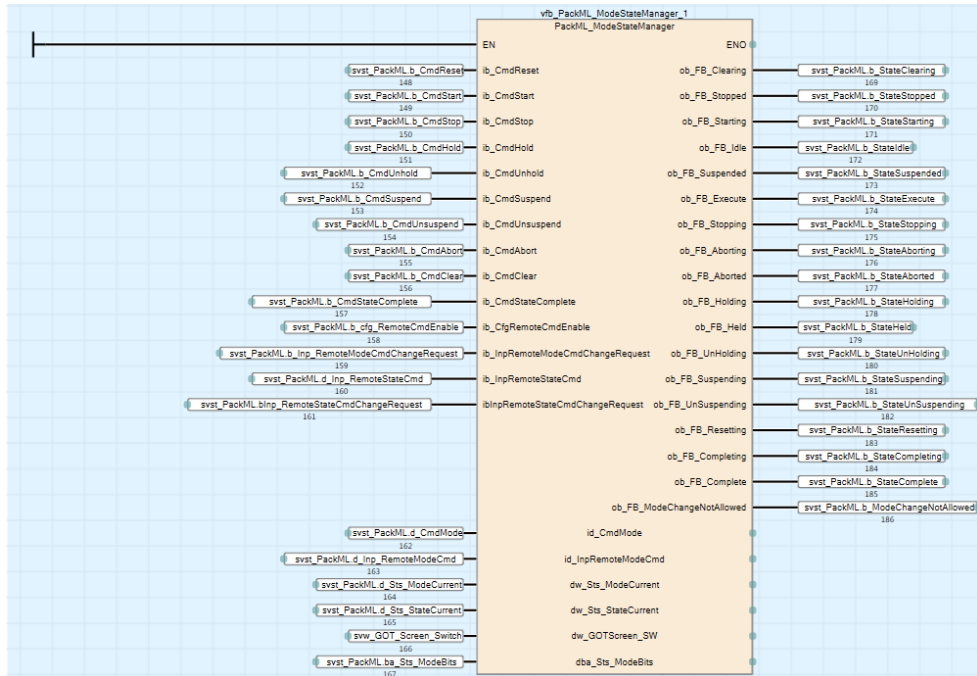 vfb_PackML_ModeStateManager_1
PackML_ModeStateManager
EN ENO
svst_PackML.b_CmdReset ib_CmdReset ob_FB_Clearing svst_PackML.b_StateClearing
148 169
svst_PackML.b_CmdStart ib_CmdStart ob_FB_Stopped svst_PackML.b_StateStopped
149 170
svst_PackML.b_CmdStop ib_CmdStop ob_FB_Starting svst_PackML.b_StateStarting
150 171
svst_PackML.b_CmdHold ib_CmdHold ob_FB_Idle svst_PackML.b_StateIdle
151 172
svst_PackML.b_CmdUnhold ib_CmdUnhold ob_FB_Suspended svst_PackML.b_StateSuspended
152 173
svst_PackML.b_CmdSuspend ib_CmdSuspend ob_FB_Execute svst_PackML.b_StateExecute
153 174
svst_PackML.b_CmdUnsuspend ib_CmdUnsuspend ob_FB_Stopping svst_PackML.b_StateStopping
154 175
svst_PackML.b_CmdAbort ib_CmdAbort ob_FB_Aborting svst_PackML.b_StateAborting
155 176
svst_PackML.b_CmdClear ib_CmdClear ob_FB_Aborted svst_PackML.b_StateAborted
156 177
svst_PackML.b_CmdStateComplete ib_CmdStateComplete ob_FB_Holding svst_PackML.b_StateHolding
157 178
svst_PackML.b_cfg_RemoteCmdEnable ib_CfgRemoteCmdEnable ob_FB_Held svst_PackML.b_StateHeld
158 179
svst_PackML.b_Inp_RemoteModeCmdChangeRequest ib_InpRemoteModeCmdChangeRequest ob_FB_UnHolding svst_PackML.b_StateUnHolding
159 180
svst_PackML.d_Inp_RemoteStateCmd ib_InpRemoteStateCmd ob_FB_Suspending svst_PackML.b_StateSuspending
160 181
svst_PackML.bInp_RemoteStateCmdChangeRequest ibInpRemoteStateCmdChangeRequest ob_FB_UnSuspending svst_PackML.b_StateUnSuspending
161 182
ob_FB_Resetting svst_PackML.b_StateResetting
183
ob_FB_Completing svst_PackML.b_StateCompleting
184
ob_FB_Complete svst_PackML.b_StateComplete
185
ob_FB_ModeChangeNotAllowed svst_PackML.b_ModeChangeNotAllowed
186
svst_PackML.d_CmdMode id_CmdMode
162
svst_PackML.d_Inp_RemoteModeCmd id_InpRemoteModeCmd
163
svst_PackML.d_Sts_ModeCurrent dw_Sts_ModeCurrent
164
svst_PackML.d_Sts_StateCurrent dw_Sts_StateCurrent
165
svw_GOT_Screen_Switch dw_GOTScreen_SW
166
svst_PackML.ba_Sts_ModeBits dba_Sts_ModeBits
167